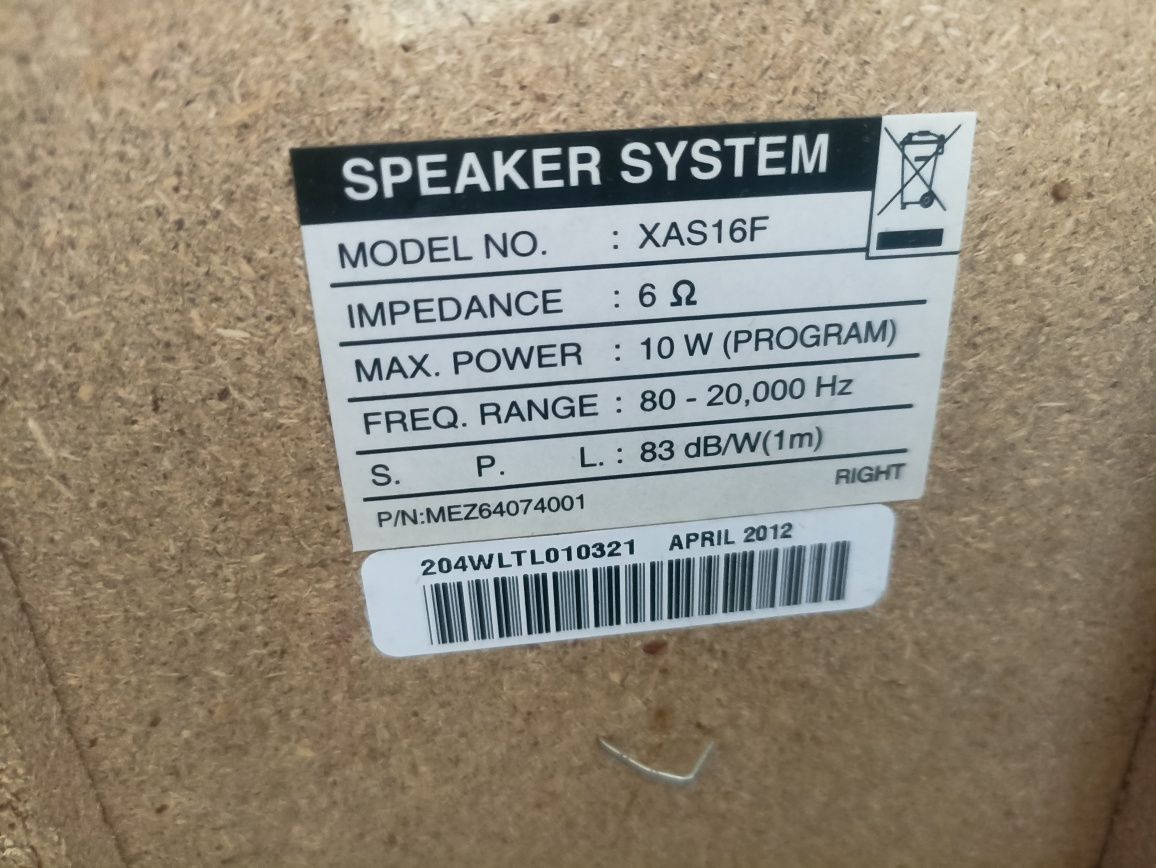 SPEAKER SYSTEM
MODEL NO. : XAS16F
IMPEDANCE : 6 Ω
MAX. POWER : 10 W (PROGRAM)
FREQ. RANGE : 80 - 20,000 Hz
S. P. L. : 83 dB/W(1m)
P/N:MEZ64074001 RIGHT
204WLTL010321 APRIL 2012